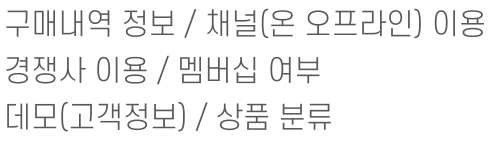 구매내역 정보 / 채널(온 오프라인) 이용
경쟁사 이용 / 멤버십 여부
데모(고객정보) / 상품 분류